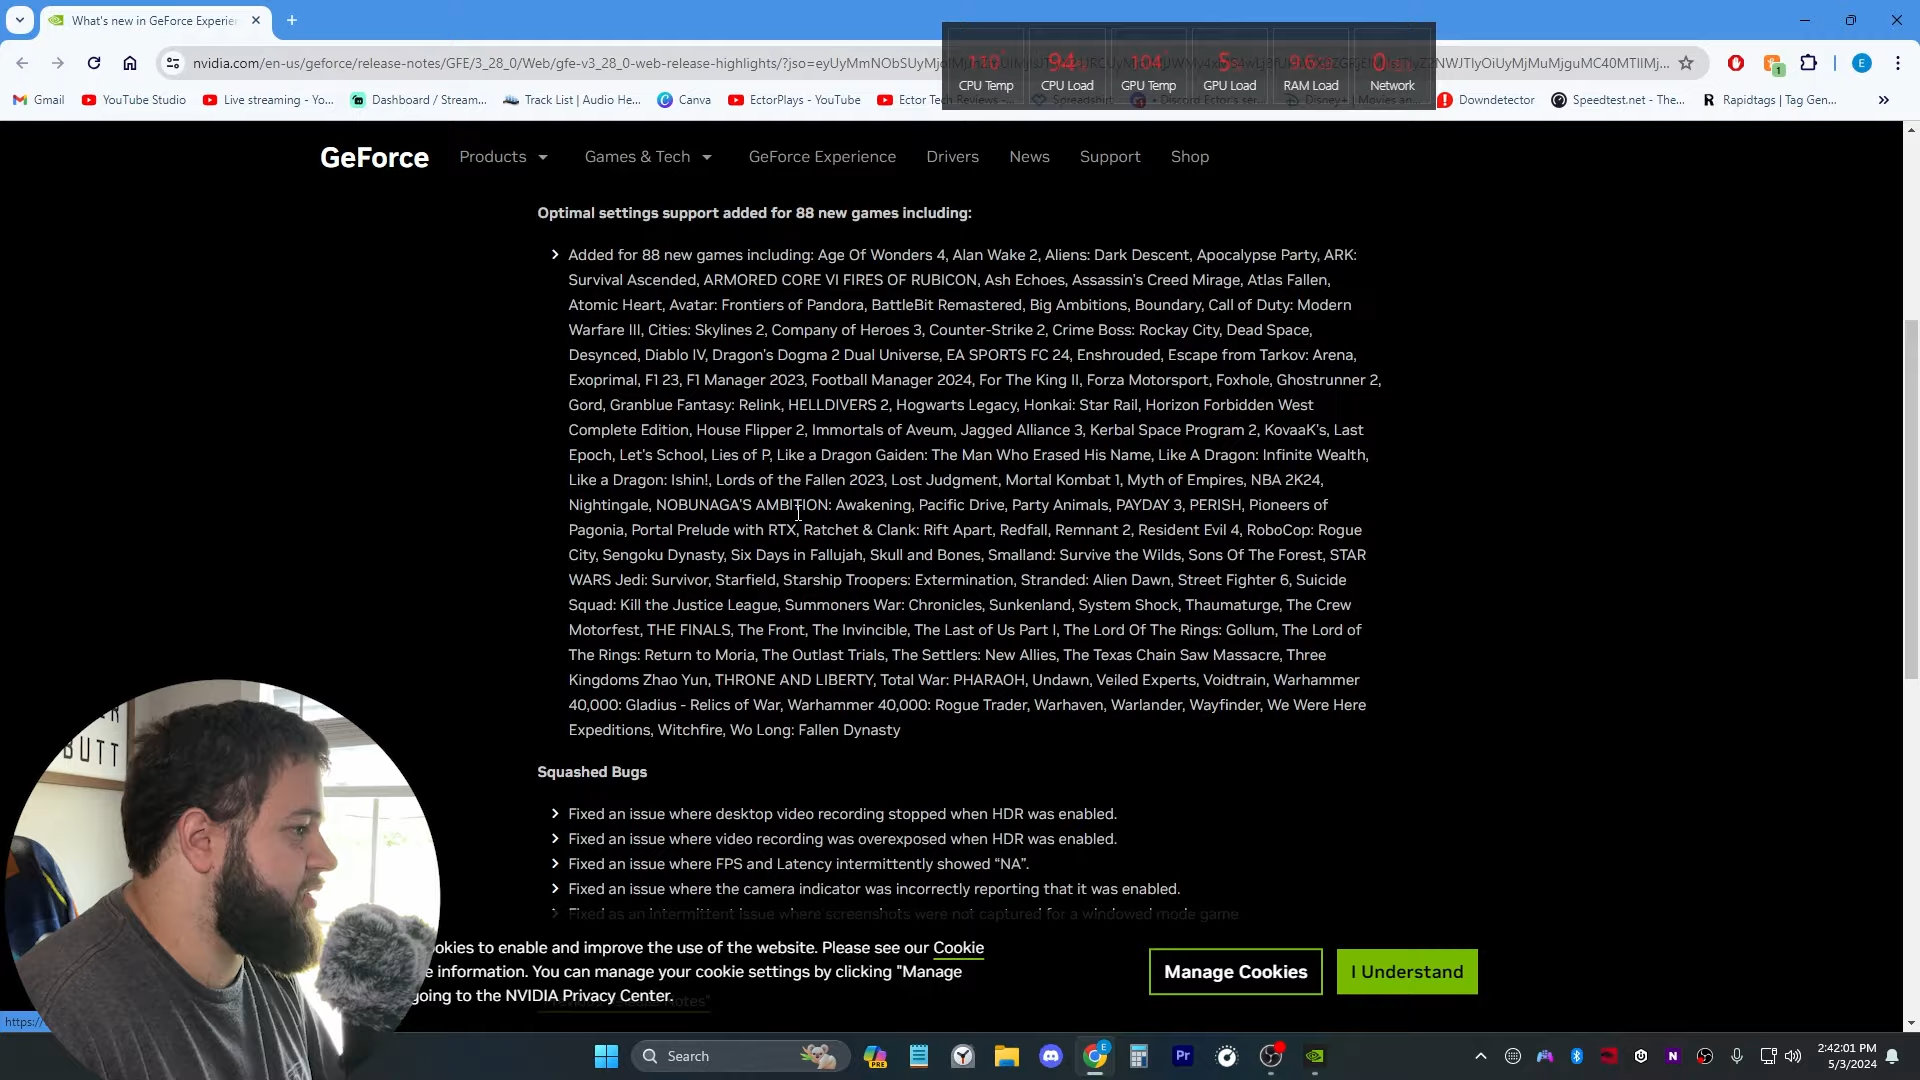 What's new in GeForce Experien
nvidia.com/en-us/geforce/release-notes/GFE/3_28_0/Web/gfe-v3_28_0-web-release-highlights/?jso=eyUyMmNObSUyMjol
Gmail
YouTube Studio
Live streaming - Yo...
Dashboard / Stream...
Track List | Audio He...
Canva
EctorPlays - YouTube
Ector Tech Reviews -...
Downdetector
Speedtest.net - The...
Rapidtags | Tag Gen...
CPU Temp
94
CPU Load
104
GPU Temp
5
GPU Load
RAM Load
0
Network
E
1
GeForce
Products
Games & Tech
GeForce Experience
Drivers
News
Support
Shop
Optimal settings support added for 88 new games including:
Added for 88 new games including: Age Of Wonders 4, Alan Wake 2, Aliens: Dark Descent, Apocalypse Party, ARK:
Survival Ascended, ARMORED CORE VI FIRES OF RUBICON, Ash Echoes, Assassin's Creed Mirage, Atlas Fallen,
Atomic Heart, Avatar: Frontiers of Pandora, BattleBit Remastered, Big Ambitions, Boundary, Call of Duty: Modern
Warfare III, Cities: Skylines 2, Company of Heroes 3, Counter-Strike 2, Crime Boss: Rockay City, Dead Space,
Desynced, Diablo IV, Dragon's Dogma 2 Dual Universe, EA SPORTS FC 24, Enshrouded, Escape from Tarkov: Arena,
Exoprimal, F1 23, F1 Manager 2023, Football Manager 2024, For The King II, Forza Motorsport, Foxhole, Ghostrunner 2,
Gord, Granblue Fantasy: Relink, HELLDIVERS 2, Hogwarts Legacy, Honkai: Star Rail, Horizon Forbidden West
Complete Edition, House Flipper 2, Immortals of Aveum, Jagged Alliance 3, Kerbal Space Program 2, KovaaK's, Last
Epoch, Let's School, Lies of P, Like a Dragon Gaiden: The Man Who Erased His Name, Like A Dragon: Infinite Wealth,
Like a Dragon: Ishin!, Lords of the Fallen 2023, Lost Judgment, Mortal Kombat 1, Myth of Empires, NBA 2K24,
Nightingale, NOBUNAGA'S AMBITION: Awakening, Pacific Drive, Party Animals, PAYDAY 3, PERISH, Pioneers of
Pagonia, Portal Prelude with RTX, Ratchet & Clank: Rift Apart, Redfall, Remnant 2, Resident Evil 4, RoboCop: Rogue
City, Sengoku Dynasty, Six Days in Fallujah, Skull and Bones, Smalland: Survive the Wilds, Sons Of The Forest, STAR
WARS Jedi: Survivor, Starfield, Starship Troopers: Extermination, Stranded: Alien Dawn, Street Fighter 6, Suicide
Squad: Kill the Justice League, Summoners War: Chronicles, Sunkenland, System Shock, Thaumaturge, The Crew
Motorfest, THE FINALS, The Front, The Invincible, The Last of Us Part I, The Lord Of The Rings: Gollum, The Lord of
The Rings: Return to Moria, The Outlast Trials, The Settlers: New Allies, The Texas Chain Saw Massacre, Three
Kingdoms Zhao Yun, THRONE AND LIBERTY, Total War: PHARAOH, Undawn, Veiled Experts, Voidtrain, Warhammer
40,000: Gladius - Relics of War, Warhammer 40,000: Rogue Trader, Warhaven, Warlander, Wayfinder, We Were Here
Expeditions, Witchfire, Wo Long: Fallen Dynasty
Squashed Bugs
Fixed an issue where desktop video recording stopped when HDR was enabled.
Fixed an issue where video recording was overexposed when HDR was enabled.
Fixed an issue where FPS and Latency intermittently showed “NA”.
Fixed an issue where the camera indicator was incorrectly reporting that it was enabled.
Fixed as an intermittent issue where screenshots were not captured for a windowed mode game
BUTT
okies to enable and improve the use of the website. Please see our Cookie
e information. You can manage your cookie settings by clicking "Manage
going to the NVIDIA Privacy Center.
Manage Cookies
I Understand
https:/
Search
PRE
E
Pr
N
2:42:01 PM
5/3/2024